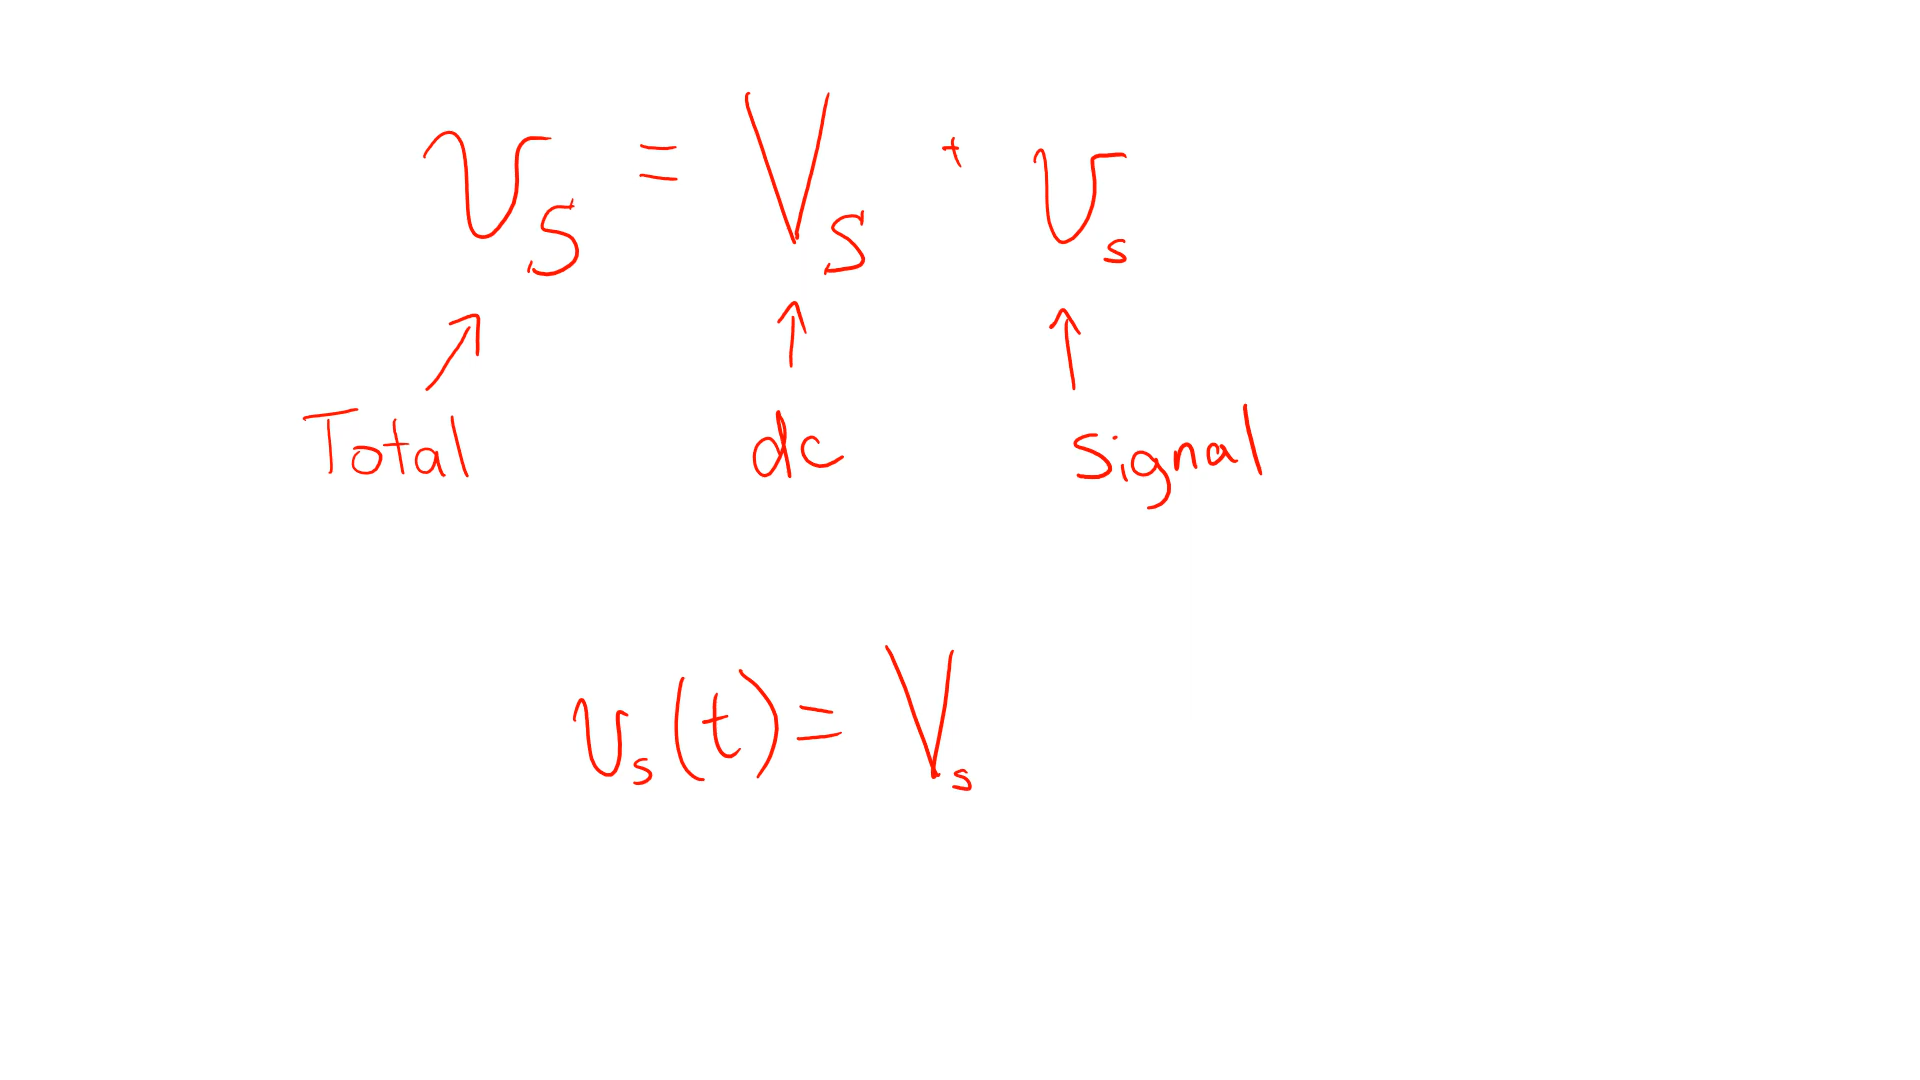 v_S = V_S + v_s
Total dc Signal
v_s(t) = V_s